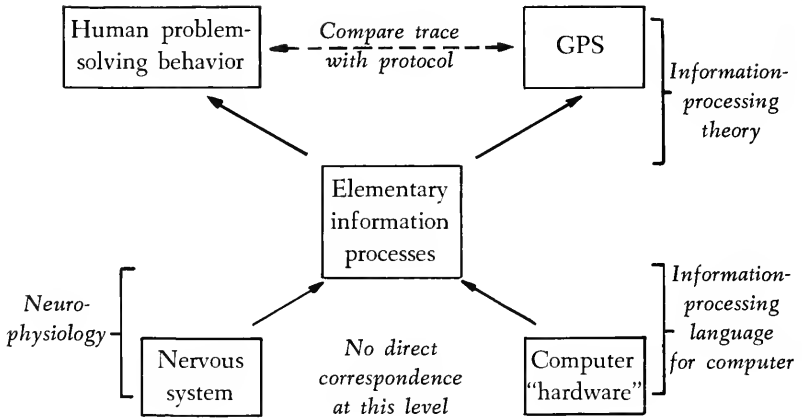 Human problem-
solving behavior
Compare trace
with protocol
GPS
Information-
processing
theory
Elementary
information
processes
Neuro-
physiology
Nervous
system
No direct
correspondence
at this level
Computer
"hardware"
Information-
processing
language
for computer